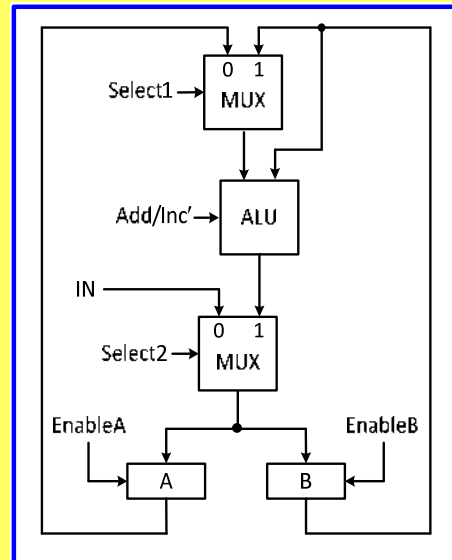 0 1
Select1
MUX
Add/Inc'
ALU
IN
0 1
Select2
MUX
EnableA
EnableB
A
B